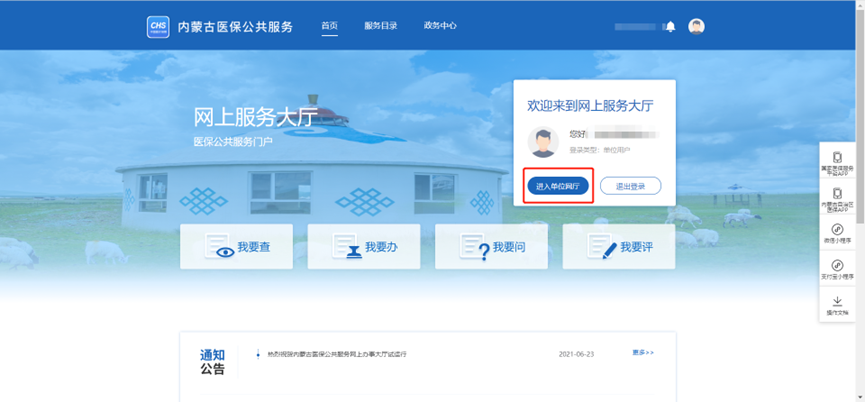 CHS
内蒙古医保公共服务
首页
服务目录
政务中心
网上服务大厅
医保公共服务门户
欢迎来到网上服务大厅
您好:
登录类型：单位用户
进入单位网厅
退出登录
我要查
我要办
我要问
我要评
国家医保服务
平台APP
内蒙古自治区
医保APP
微信小程序
支付宝小程序
操作文档
通知
公告
热烈祝贺内蒙古医保公共服务网上办事大厅试运行
2021-06-23
更多>>